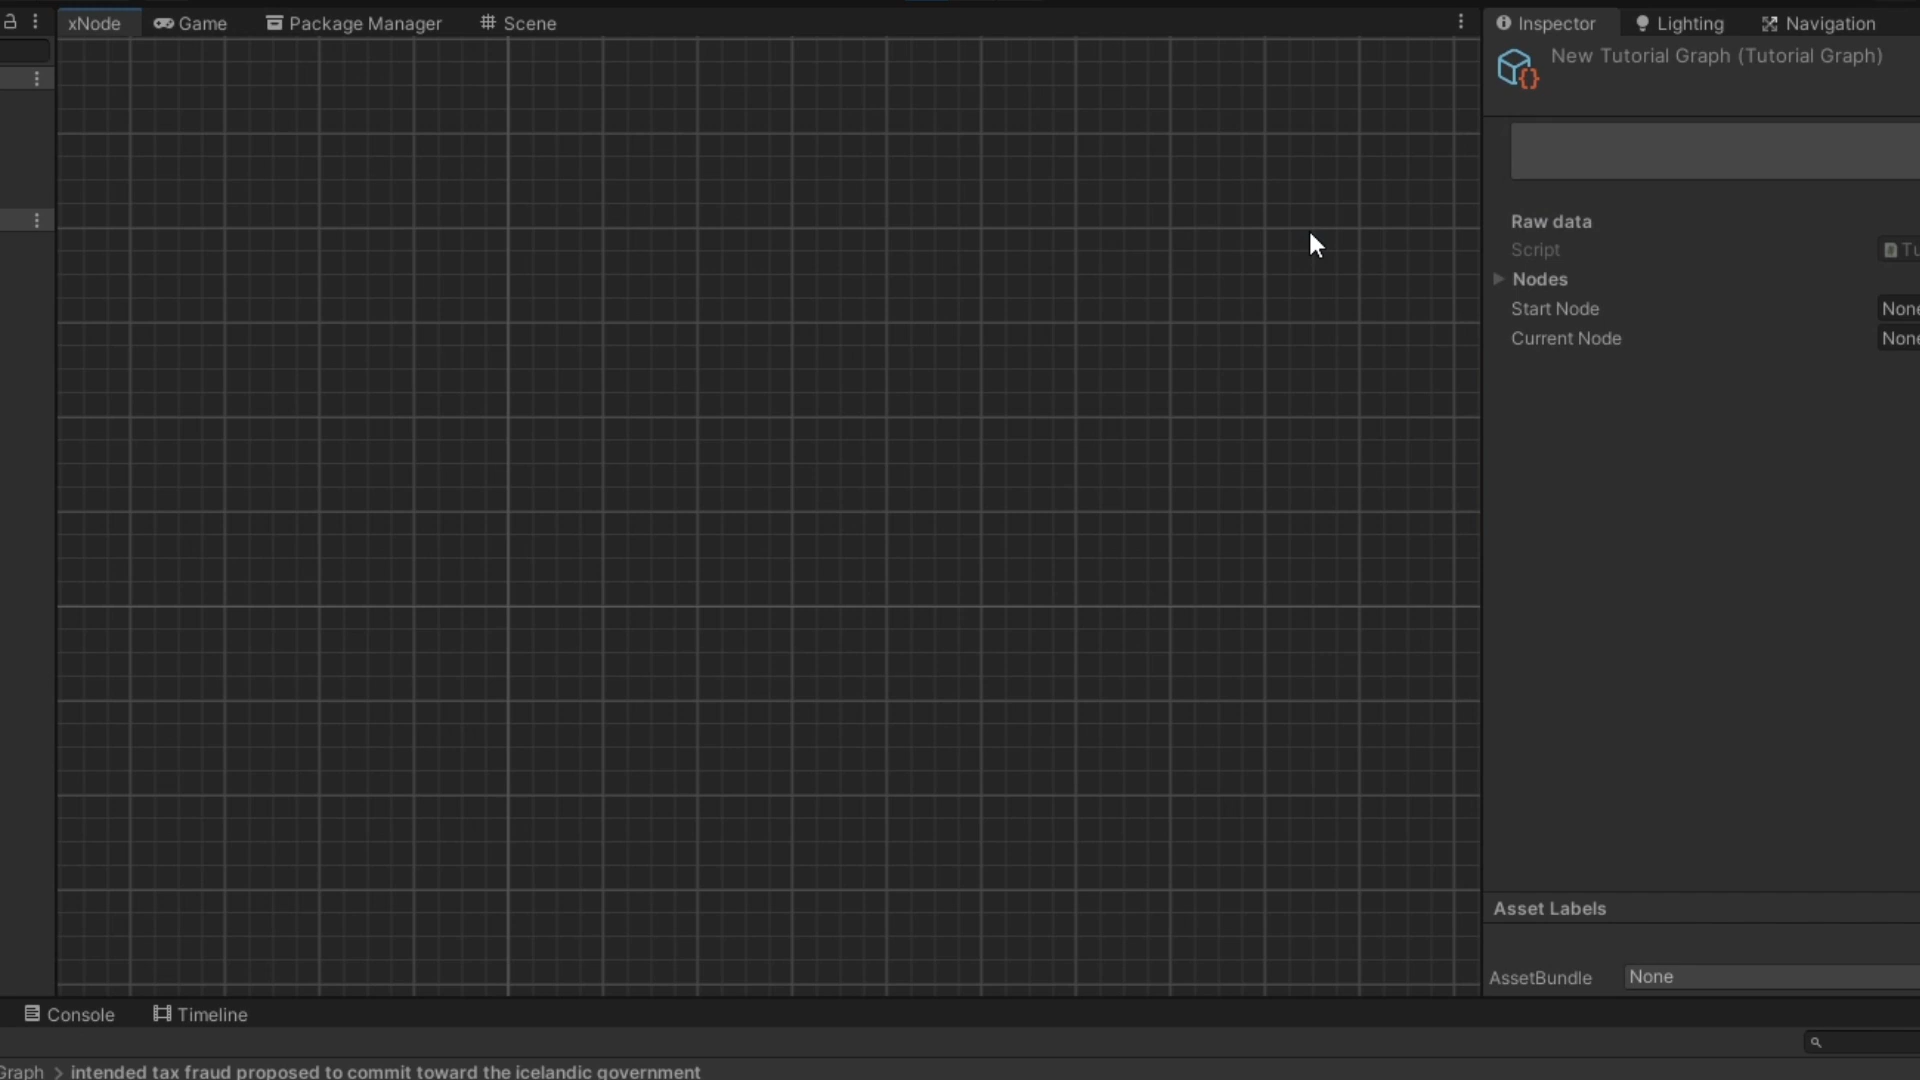 xNode Game Package Manager Scene
Inspector Lighting Navigation
New Tutorial Graph (Tutorial Graph)
Raw data
Script
Nodes
Start Node None
Current Node None
Asset Labels
AssetBundle None
Console Timeline
Graph > intended tax fraud proposed to commit toward the icelandic government